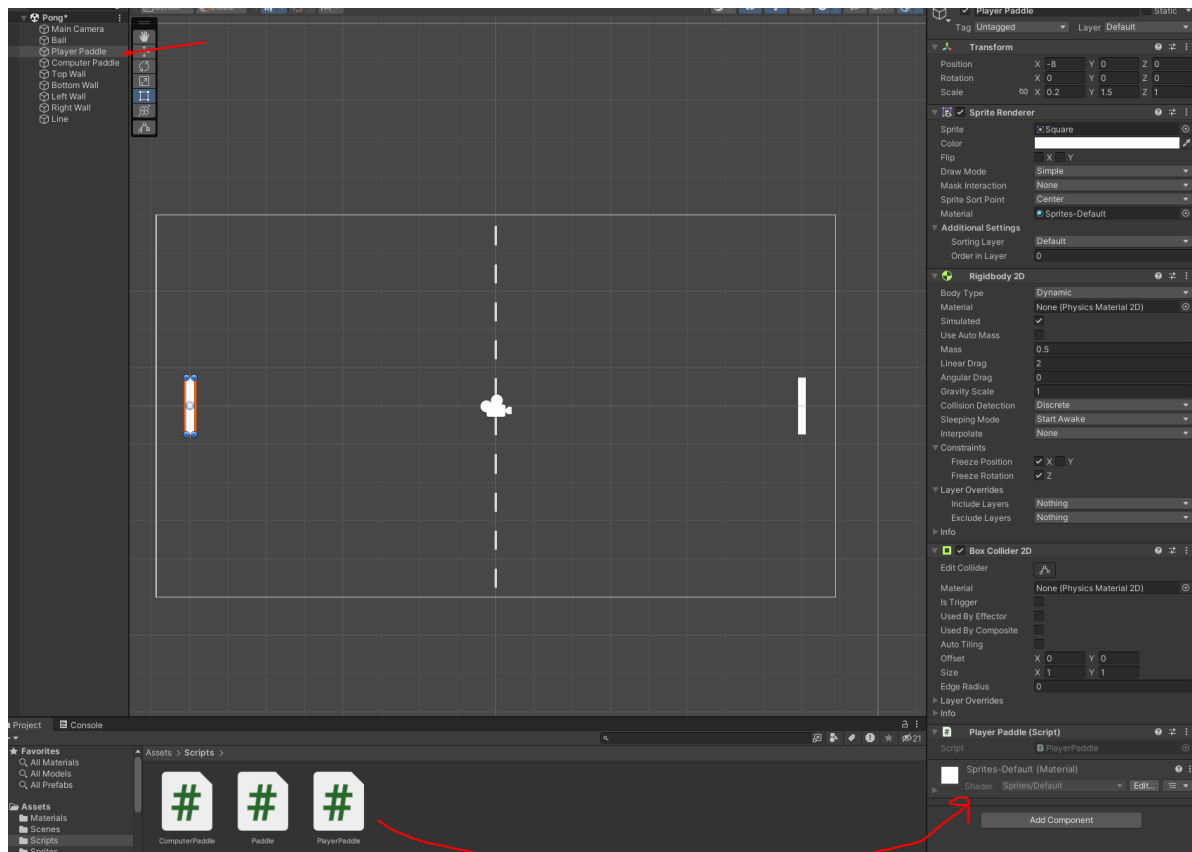 Center
Global
Pong*
Main Camera
Ball
Player Paddle
Computer Paddle
Top Wall
Bottom Wall
Left Wall
Right Wall
Line
Player Paddle Static
Tag Untagged Layer Default
Transform
Position X -8 Y 0 Z 0
Rotation X 0 Y 0 Z 0
Scale X 0.2 Y 1.5 Z 1
Sprite Renderer
Sprite Square
Color
Flip X Y
Draw Mode Simple
Mask Interaction None
Sprite Sort Point Center
Material Sprites-Default
Additional Settings
Sorting Layer Default
Order in Layer 0
Rigidbody 2D
Body Type Dynamic
Material None (Physics Material 2D)
Simulated
Use Auto Mass
Mass 0.5
Linear Drag 2
Angular Drag 0
Gravity Scale 1
Collision Detection Discrete
Sleeping Mode Start Awake
Interpolate None
Constraints
Freeze Position X Y
Freeze Rotation Z
Layer Overrides
Include Layers Nothing
Exclude Layers Nothing
Info
Box Collider 2D
Edit Collider
Material None (Physics Material 2D)
Is Trigger
Used By Effector
Used By Composite
Auto Tiling
Offset X 0 Y 0
Size X 1 Y 1
Edge Radius 0
Layer Overrides
Info
# Player Paddle (Script)
Script PlayerPaddle
Sprites-Default (Material)
Shader Sprites/Default Edit...
Add Component
Project Console
21
Favorites
All Materials
All Models
All Prefabs
Assets
Materials
Scenes
Scripts
Sprites
Assets > Scripts >
# # #
ComputerPaddle Paddle PlayerPaddle